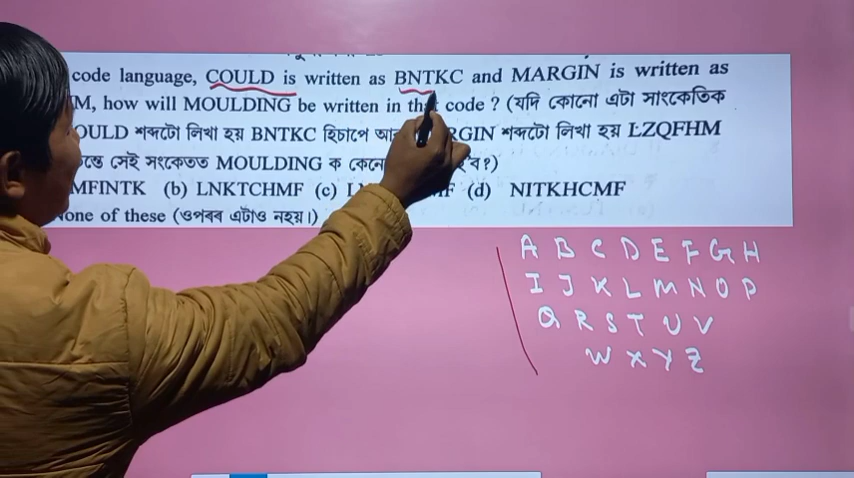 code language, COULD is written as BNTKC and MARGIN is written as
M, how will MOULDING be written in that code ? (যদি কোনো এটা সাংকেতিক
OULD শব্দটো লিখা হয় BNTKC হিচাপে RGIN শব্দটো লিখা হয় LZQFHM
সেই সংকেতত MOULDING ক
MFINTK (b) LNKTCHMF (c) L F (d) NITKHCMF
one of these (ওপৰৰ এটাও নহয়।)
A B C D E F G H
I J K L M N O P
Q R S T U V
W X Y Z